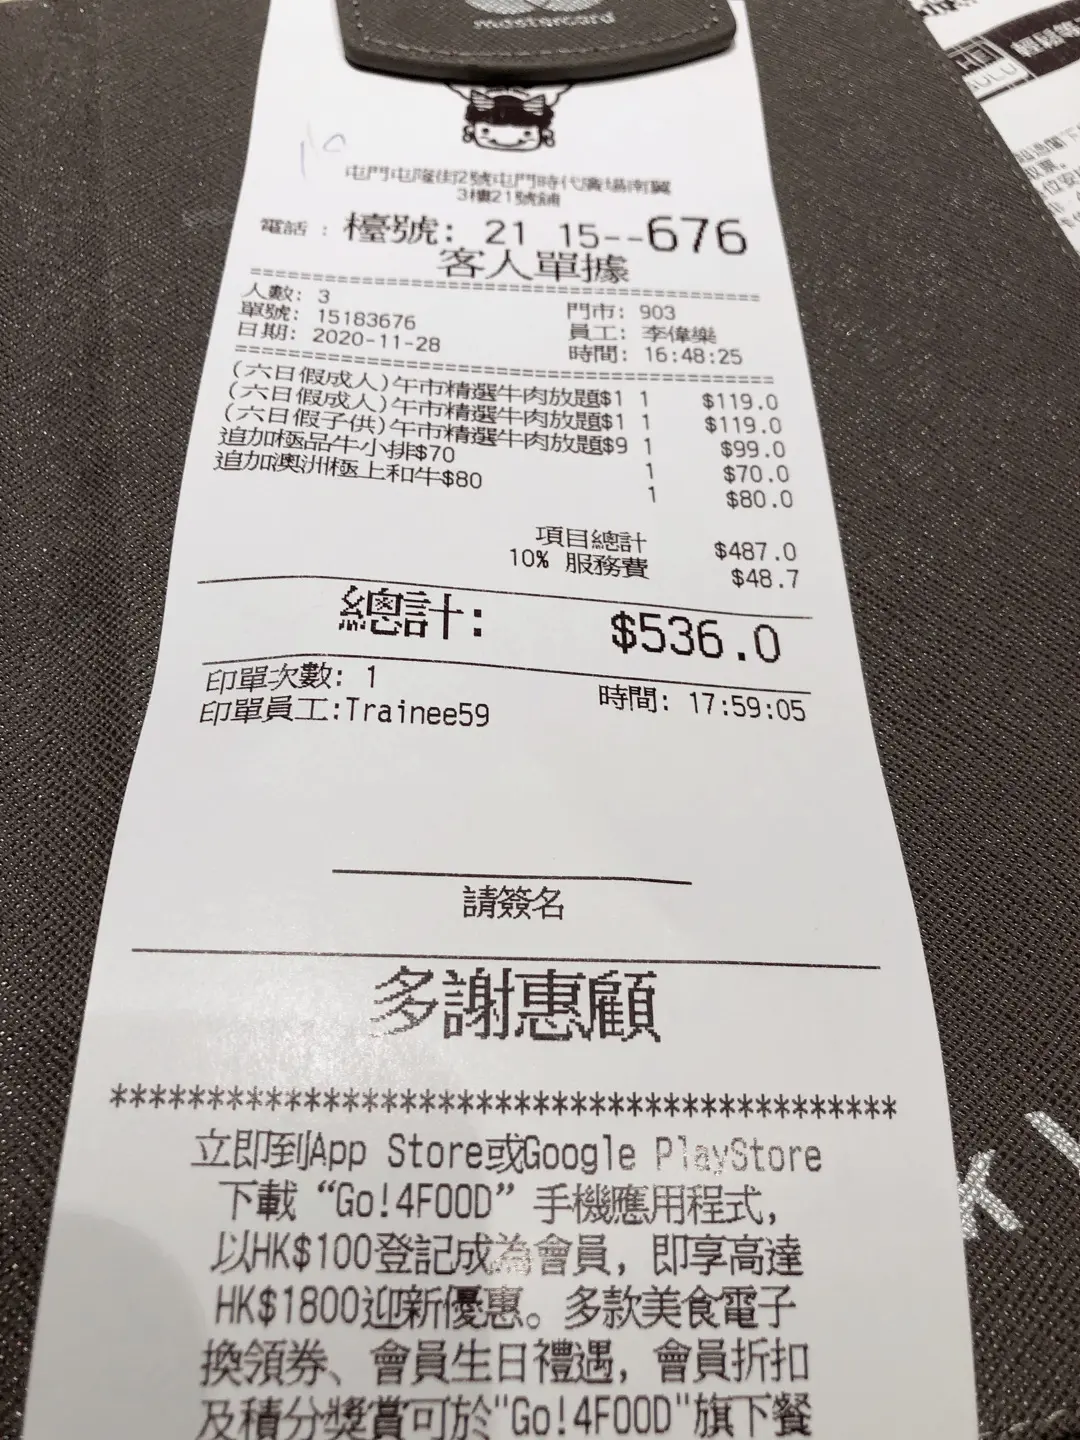 mastercard
屯門屯隆街2號屯門時代廣場南翼
3樓21號舖
電話 : 檯號: 21 15--676
客人單據
人數: 3 門市: 903
單號: 15183676 員工: 李偉樂
日期: 2020-11-28 時間: 16:48:25
(六日假成人)午市精選牛肉放題$1 1 $119.0
(六日假成人)午市精選牛肉放題$1 1 $119.0
(六日假子供)午市精選牛肉放題$9 1 $99.0
追加極品牛小排$70 1 $70.0
追加澳洲極上和牛$80 1 $80.0
項目總計 $487.0
10% 服務費 $48.7
總計: $536.0
印單次數: 1 時間: 17:59:05
印單員工:Trainee59
請簽名
多謝惠顧
****************************************
立即到App Store或Google PlayStore
下載 “Go!4FOOD” 手機應用程式,
以HK$100登記成為會員, 即享高達
HK$1800迎新優惠。多款美食電子
換領券、會員生日禮遇, 會員折扣
及積分獎賞可於"Go!4FOOD"旗下餐